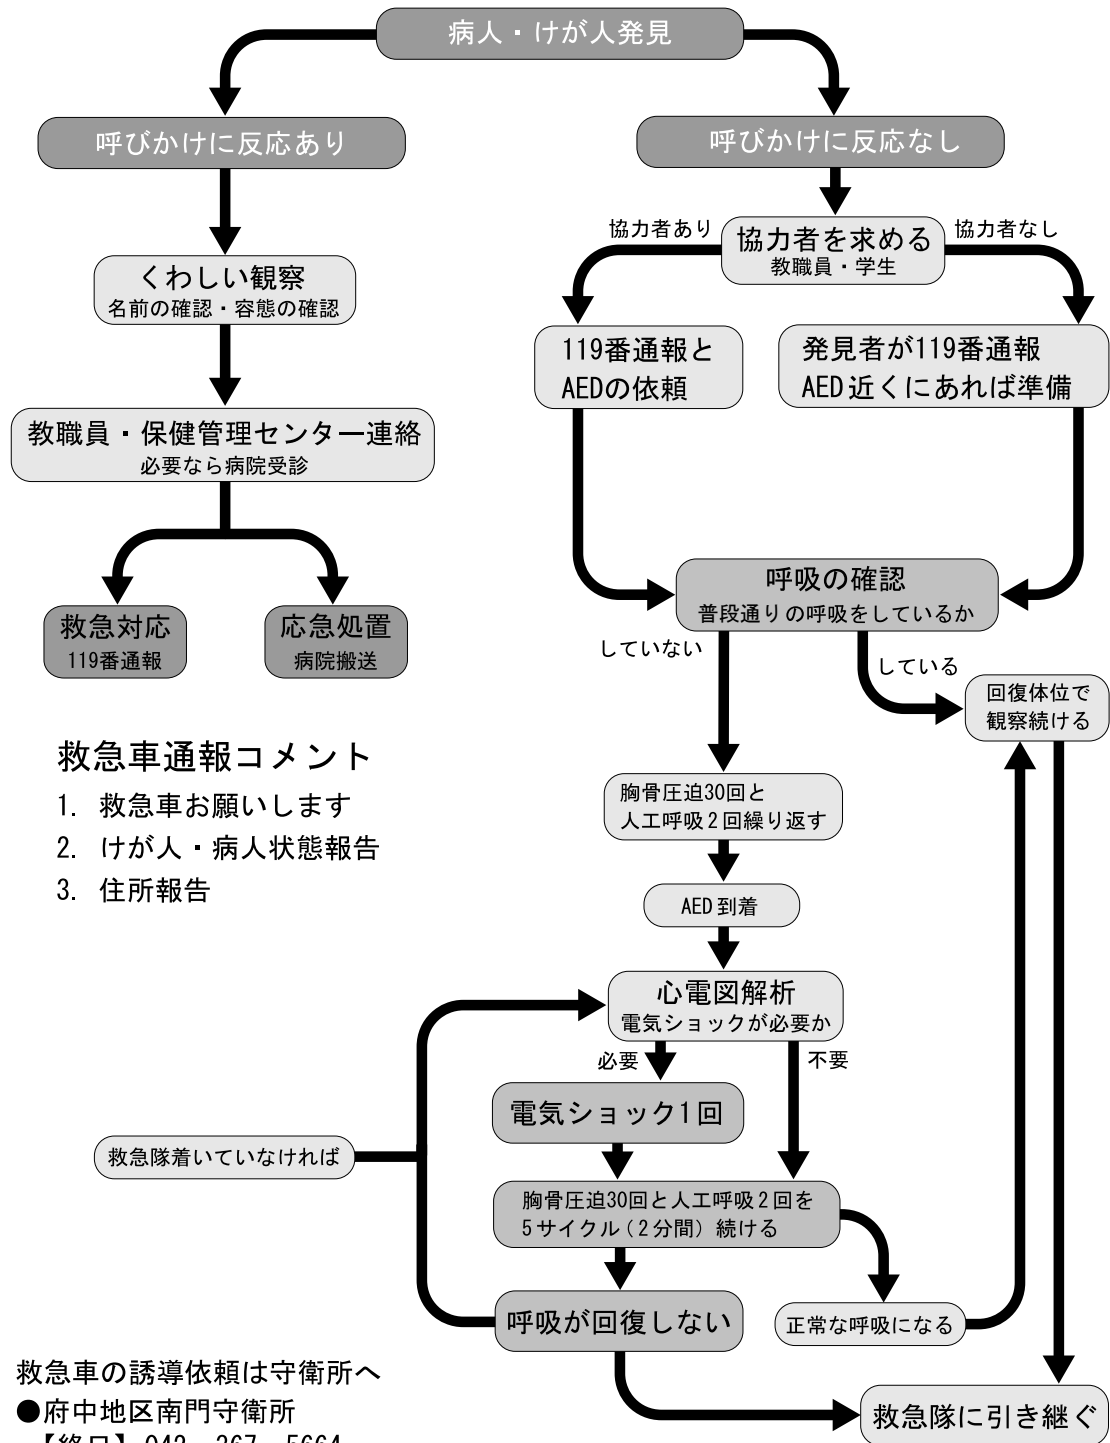 病人・けが人発見
呼びかけに反応あり
呼びかけに反応なし
くわしい観察
名前の確認・容態の確認
教職員・保健管理センター連絡
必要なら病院受診
救急対応
119番通報
応急処置
病院搬送
協力者を求める
教職員・学生
協力者あり
協力者なし
119番通報と
AEDの依頼
発見者が119番通報
AED近くにあれば準備
呼吸の確認
普段通りの呼吸をしているか
していない
している
回復体位で
観察続ける
胸骨圧迫30回と
人工呼吸2回繰り返す
AED到着
心電図解析
電気ショックが必要か
必要
不要
電気ショック1回
胸骨圧迫30回と人工呼吸2回を
5サイクル(2分間)続ける
呼吸が回復しない
正常な呼吸になる
救急隊着いていなければ
救急隊に引き継ぐ
救急車通報コメント
1. 救急車お願いします
2. けが人・病人状態報告
3. 住所報告
救急車の誘導依頼は守衛所へ
●府中地区南門守衛所
【終日】042-367-5664